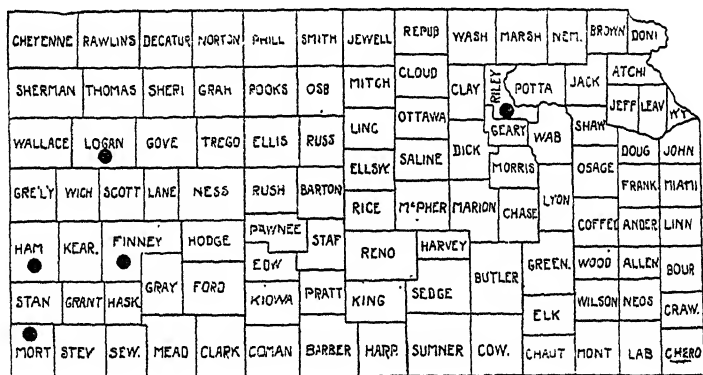 CHEYENNE RAWLINS DECATUR NORTON PHILL SMITH JEWELL REPUB WASH MARSH NEM. BROWN DONI
SHERMAN THOMAS SHERI GRAH ROOKS OSB MITCH CLOUD CLAY RILEY POTTA JACK ATCHI
OTTAWA JEFF LEAV WY
WALLACE LOGAN GOVE TREGO ELLIS RUSS LINC GEARY WAB SHAW
SALINE DICK DOUG JOHN
GRE'LY WICH SCOTT LANE NESS RUSH BARTON ELLSW. MORRIS OSAGE FRANK MIAMI
RICE McPHER MARION CHASE LYON
HAM KEAR. FINNEY HODGE PAWNEE STAF RENO HARVEY COFFEE ANDER LINN
EDW BUTLER GREEN. WOOD ALLEN BOUR
STAN GRANT HASK. GRAY FORD KIOWA PRATT KING SEDGE ELK WILSON NEOS CRAW.
MORT STEV SEW. MEAD CLARK COMAN BARBER HARP. SUMNER COW. CHAUT MONT LAB CHERO